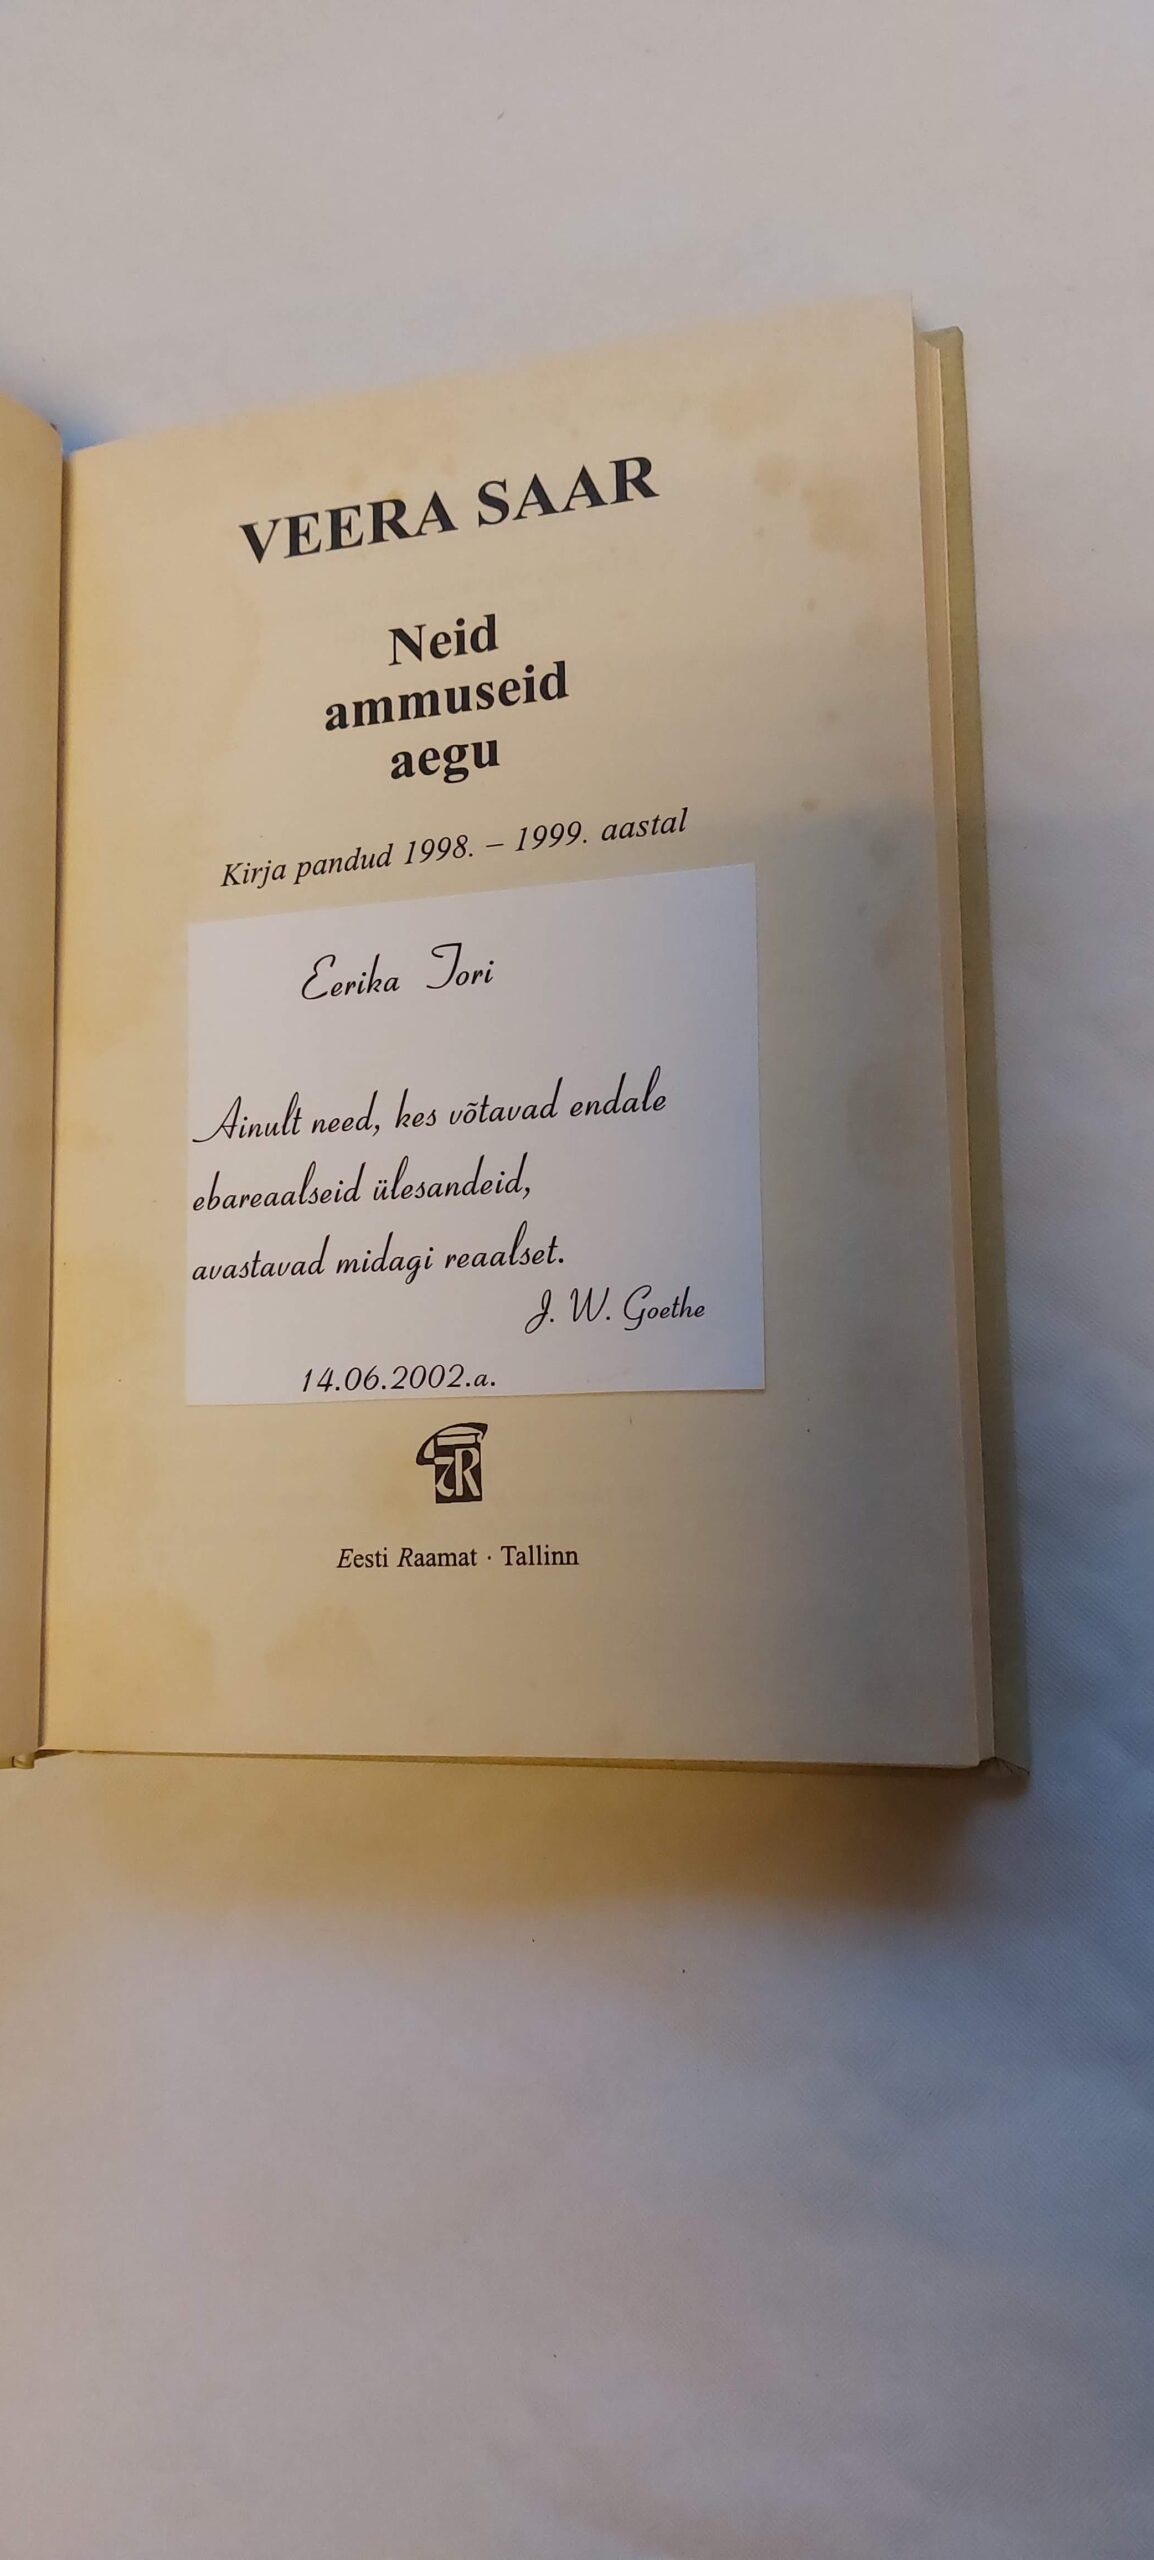 VEERA SAAR
Neid
ammuseid
aegu
Kirja pandud 1998. – 1999. aastal
Eerika Tori
Ainult need, kes võtavad endale
ebareaalseid ülesandeid,
avastavad midagi reaalset.
J. W. Goethe
14.06.2002.a.
Eesti Raamat · Tallinn